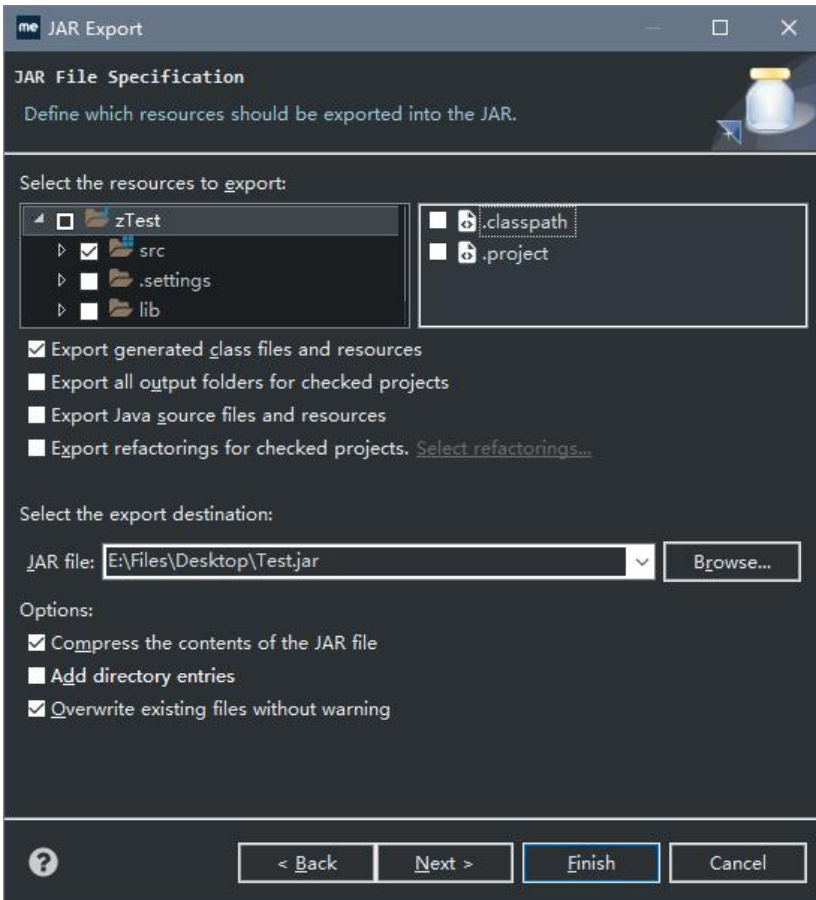 me JAR Export
JAR File Specification
Define which resources should be exported into the JAR.
Select the resources to export:
zTest
src
.settings
lib
.classpath
.project
Export generated class files and resources
Export all output folders for checked projects
Export Java source files and resources
Export refactorings for checked projects. Select refactorings...
Select the export destination:
JAR file: E:\Files\Desktop\Test.jar Browse...
Options:
Compress the contents of the JAR file
Add directory entries
Overwrite existing files without warning
? < Back Next > Finish Cancel